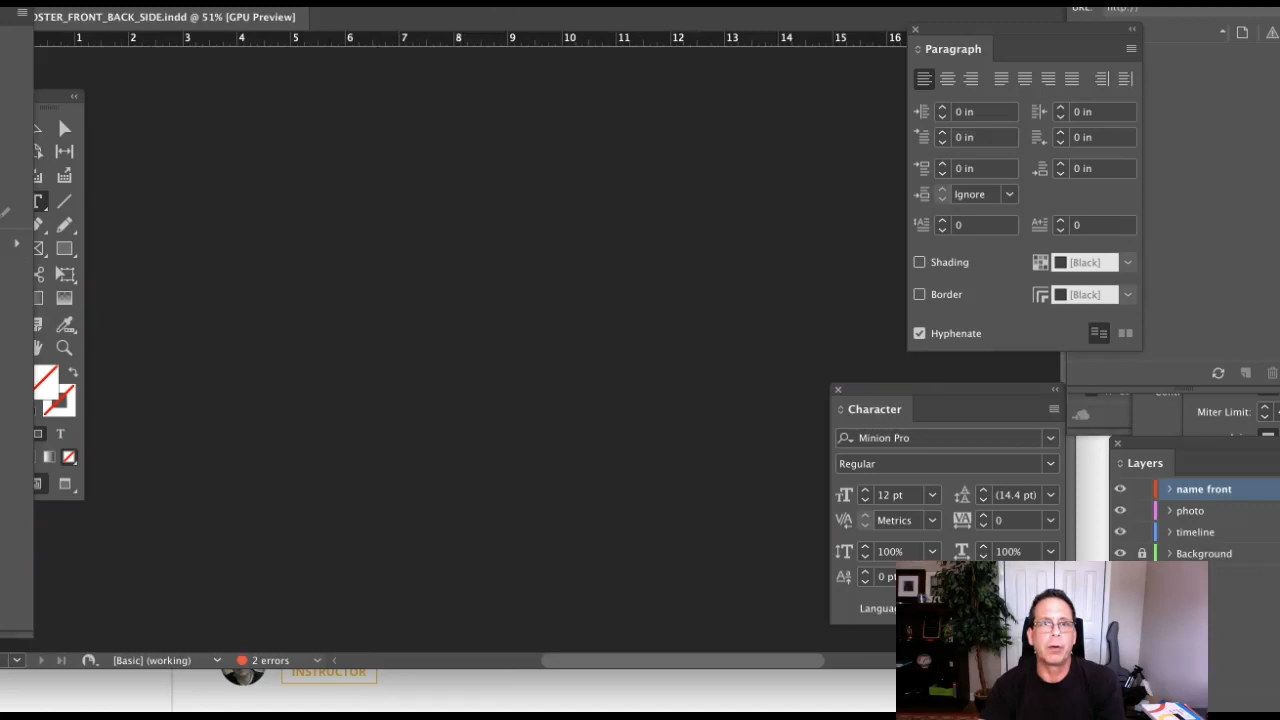 OSTER_FRONT_BACK_SIDE.indd @ 51% [GPU Preview]
1 2 3 4 5 6 7 8 9 10 11 12 13 14 15 16
URL: http://
Paragraph
0 in 0 in
0 in 0 in
0 in 0 in
Ignore
0 0
Shading [Black]
Border [Black]
Hyphenate
Character
Minion Pro
Regular
12 pt (14.4 pt)
Metrics 0
100% 100%
0 pt
Language
Miter Limit:
Layers
name front
photo
timeline
Background
[Basic] (working) 2 errors
INSTRUCTOR